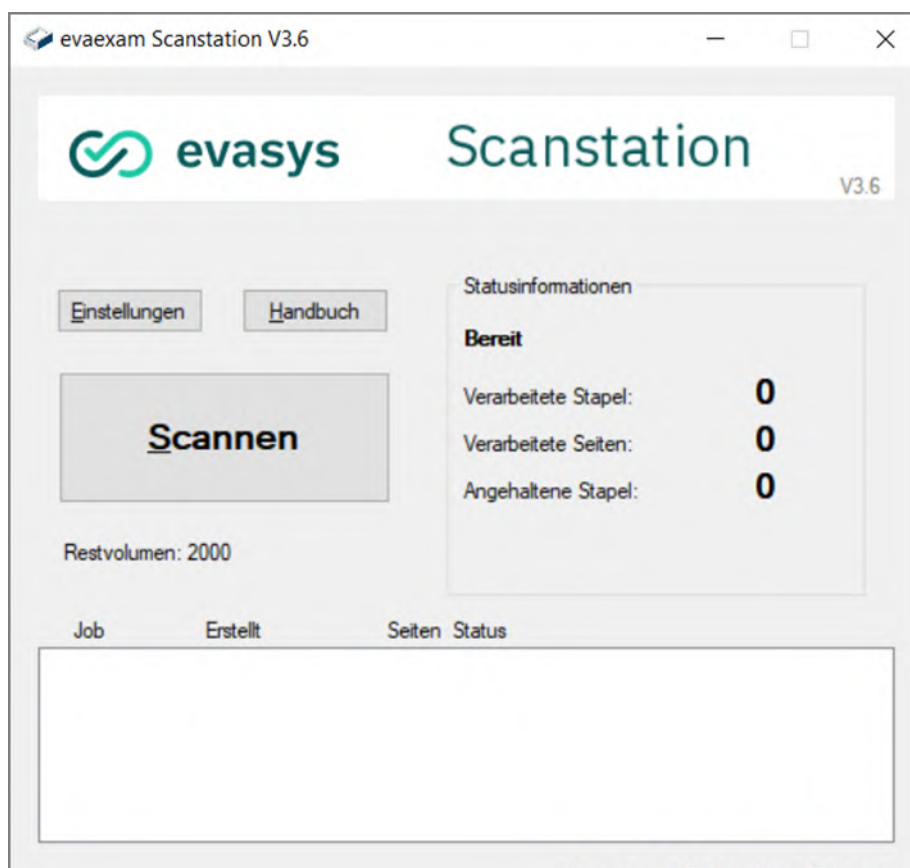 evaexam Scanstation V3.6
evasys Scanstation
V3.6
Einstellungen Handbuch
Scannen
Restvolumen: 2000
Statusinformationen
Bereit
Verarbeitete Stapel: 0
Verarbeitete Seiten: 0
Angehaltene Stapel: 0
Job Erstellt Seiten Status